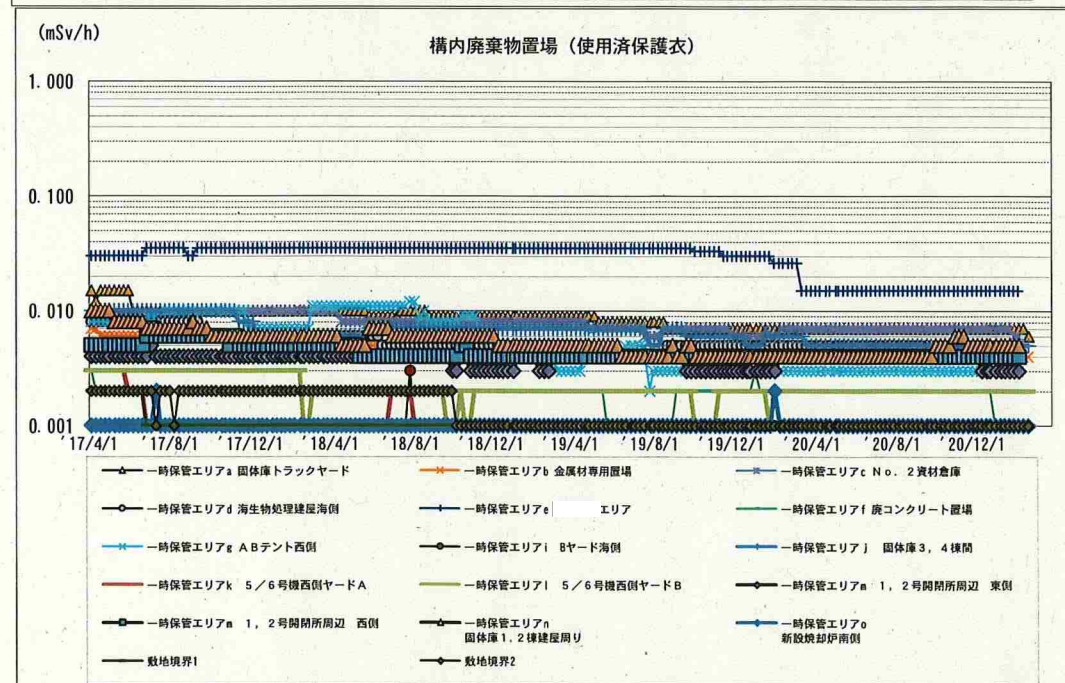 (mSv/h)
構内廃棄物置場（使用済保護衣）
1.000
0.100
0.010
0.001
'17/4/1 '17/8/1 '17/12/1 '18/4/1 '18/8/1 '18/12/1 '19/4/1 '19/8/1 '19/12/1 '20/4/1 '20/8/1 '20/12/1
一時保管エリアa 固体庫トラックヤード 一時保管エリアb 金属材専用置場 一時保管エリアc No．2資材倉庫
一時保管エリアd 海生物処理建屋海側 一時保管エリアe エリア 一時保管エリアf 廃コンクリート置場
一時保管エリアg ABテント西側 一時保管エリアi Bヤード海側 一時保管エリアj 固体庫3，4棟間
一時保管エリアk 5／6号機西側ヤードA 一時保管エリアl 5／6号機西側ヤードB 一時保管エリアm 1，2号開閉所周辺 東側
一時保管エリアm 1，2号開閉所周辺 西側 一時保管エリアn 一時保管エリアo
固体庫1,2棟建屋周り 新設焼却炉南側
敷地境界1 敷地境界2